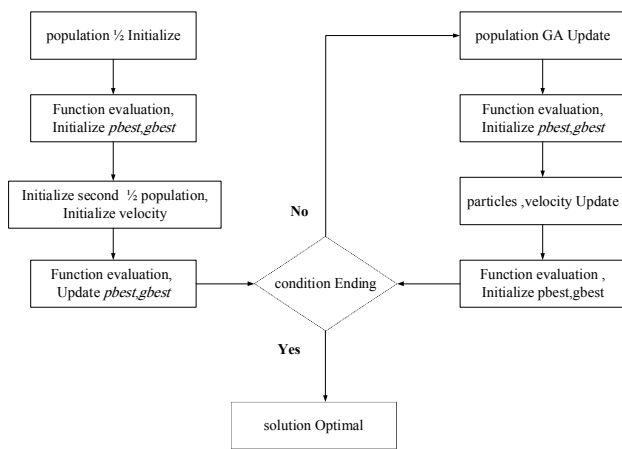 population ½ Initialize
Function evaluation,
Initialize pbest,gbest
Initialize second ½ population,
Initialize velocity
Function evaluation,
Update pbest,gbest
No
condition Ending
Yes
solution Optimal
population GA Update
Function evaluation,
Initialize pbest,gbest
particles ,velocity Update
Function evaluation ,
Initialize pbest,gbest